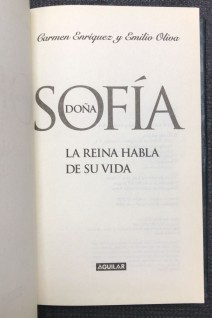 Carmen Enríquez y Emilio Oliva
DOÑA
SOFÍA
LA REINA HABLA
DE SU VIDA
AGUILAR